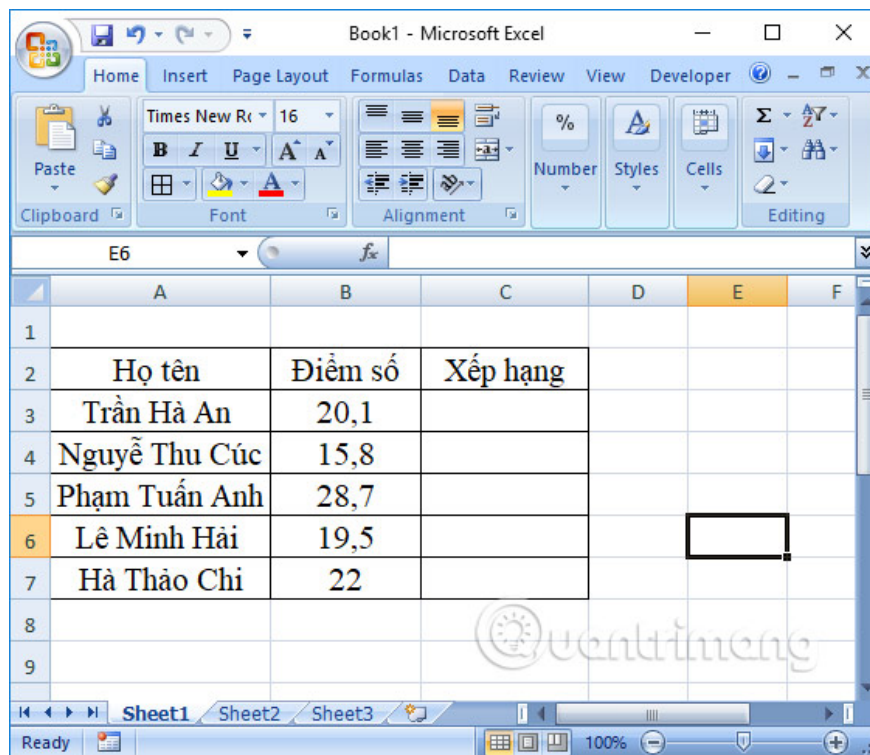 Book1 - Microsoft Excel
Home Insert Page Layout Formulas Data Review View Developer
Times New Ro 16
Paste
B I U A A
% Number Styles Cells
Clipboard Font Alignment Editing
E6 fx
A B C D E F
1
2 Họ tên Điểm số Xếp hạng
3 Trần Hà An 20,1
4 Nguyễ Thu Cúc 15,8
5 Phạm Tuấn Anh 28,7
6 Lê Minh Hải 19,5
7 Hà Thảo Chi 22
8
9
Quantrimang
Sheet1 Sheet2 Sheet3
Ready 100%